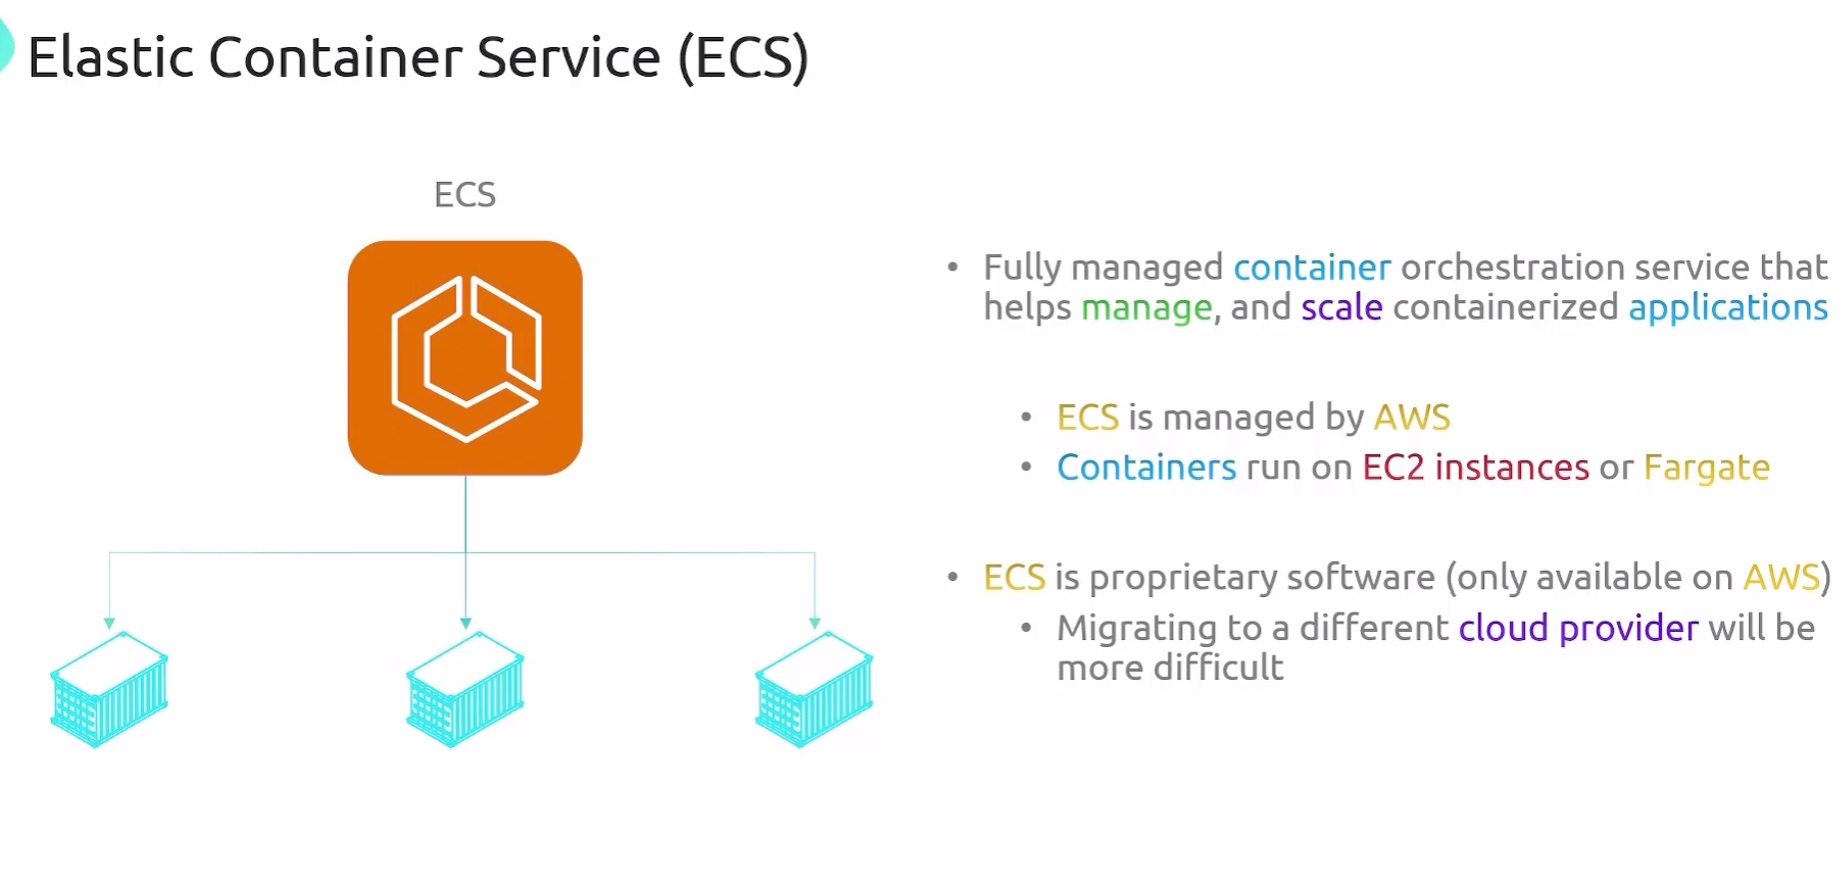 Elastic Container Service (ECS)
ECS
• Fully managed container orchestration service that
helps manage, and scale containerized applications
• ECS is managed by AWS
• Containers run on EC2 instances or Fargate
• ECS is proprietary software (only available on AWS)
• Migrating to a different cloud provider will be
more difficult